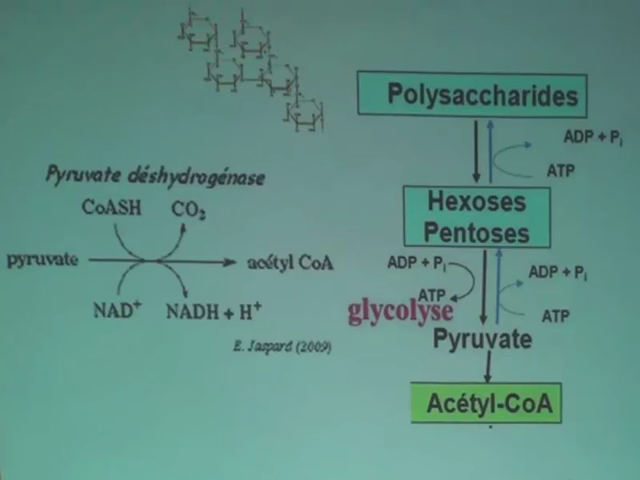 Pyruvate déshydrogénase
CoASH CO₂
pyruvate acétyl CoA
NAD⁺ NADH + H⁺
E. Jaspard (2009)
Polysaccharides
ADP + Pᵢ
ATP
Hexoses
Pentoses
ADP + Pᵢ
ATP
glycolyse
ADP + Pᵢ
ATP
Pyruvate
Acétyl-CoA